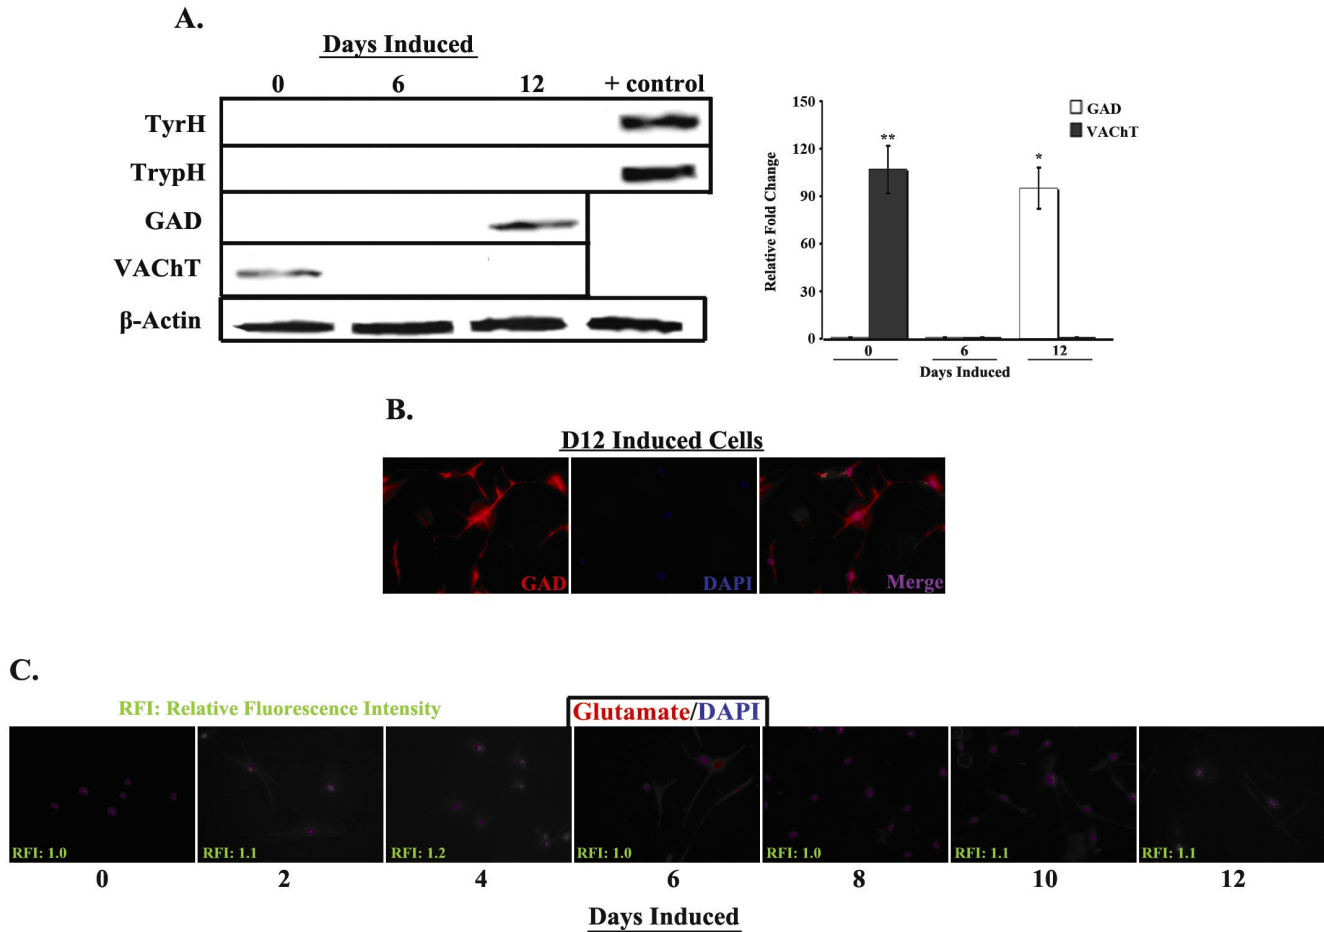 A.
Days Induced
0 6 12 + control
TyrH
TrypH
GAD
VAChT
β-Actin
150
120
90
60
30
0
Relative Fold Change
**
*
GAD
VAChT
0 6 12
Days Induced
B.
D12 Induced Cells
GAD DAPI Merge
C.
RFI: Relative Fluorescence Intensity
Glutamate/DAPI
RFI: 1.0 RFI: 1.1 RFI: 1.2 RFI: 1.0 RFI: 1.0 RFI: 1.1 RFI: 1.1
0 2 4 6 8 10 12
Days Induced